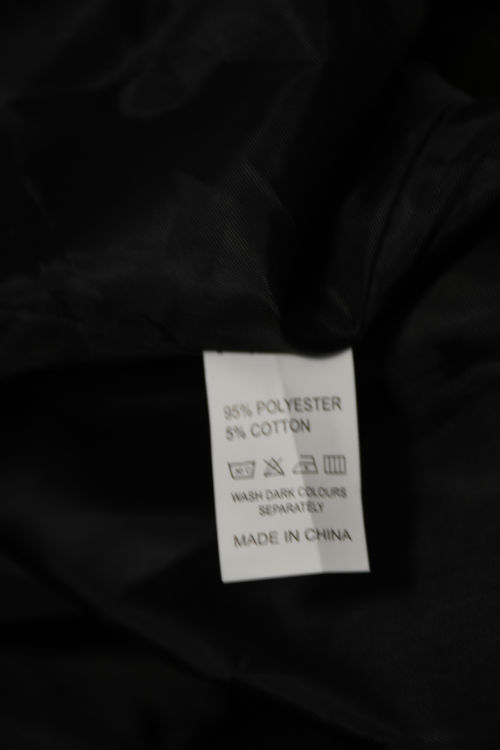 95% POLYESTER
5% COTTON
WASH DARK COLOURS
SEPARATELY
MADE IN CHINA